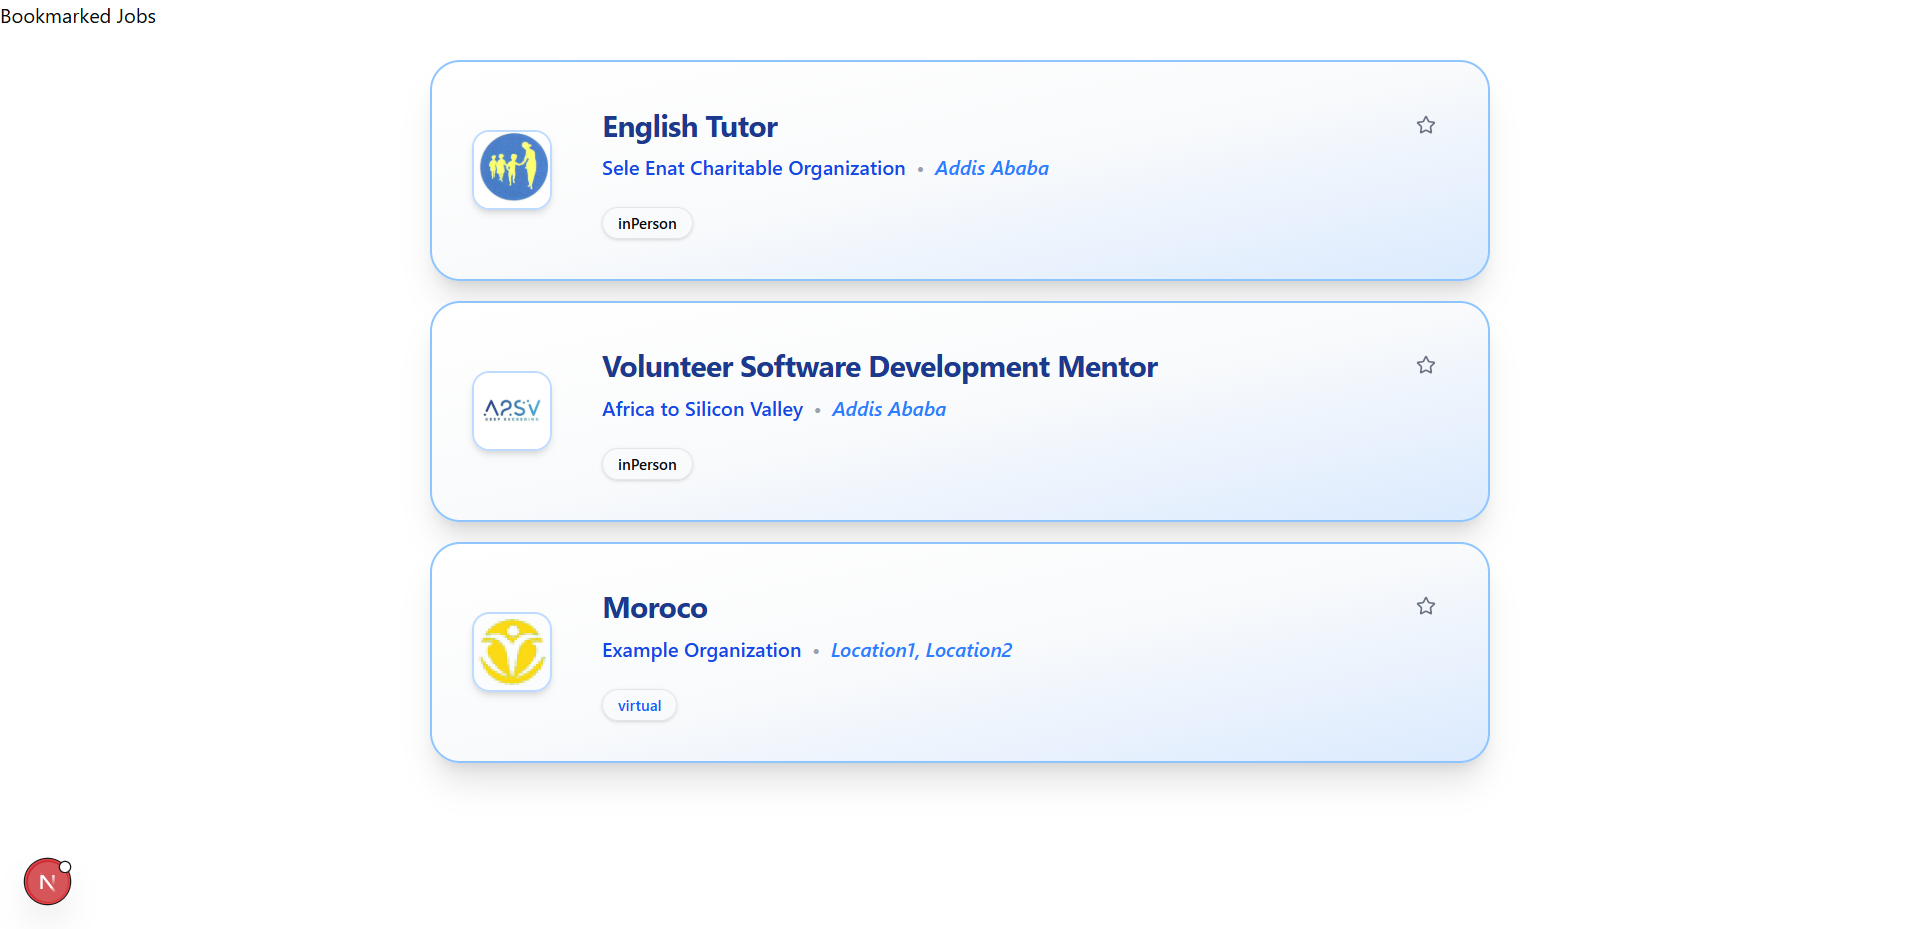 Bookmarked Jobs
English Tutor
Sele Enat Charitable Organization • Addis Ababa
inPerson
Volunteer Software Development Mentor
A2SV
Africa to Silicon Valley • Addis Ababa
inPerson
Moroco
Example Organization • Location1, Location2
virtual
N